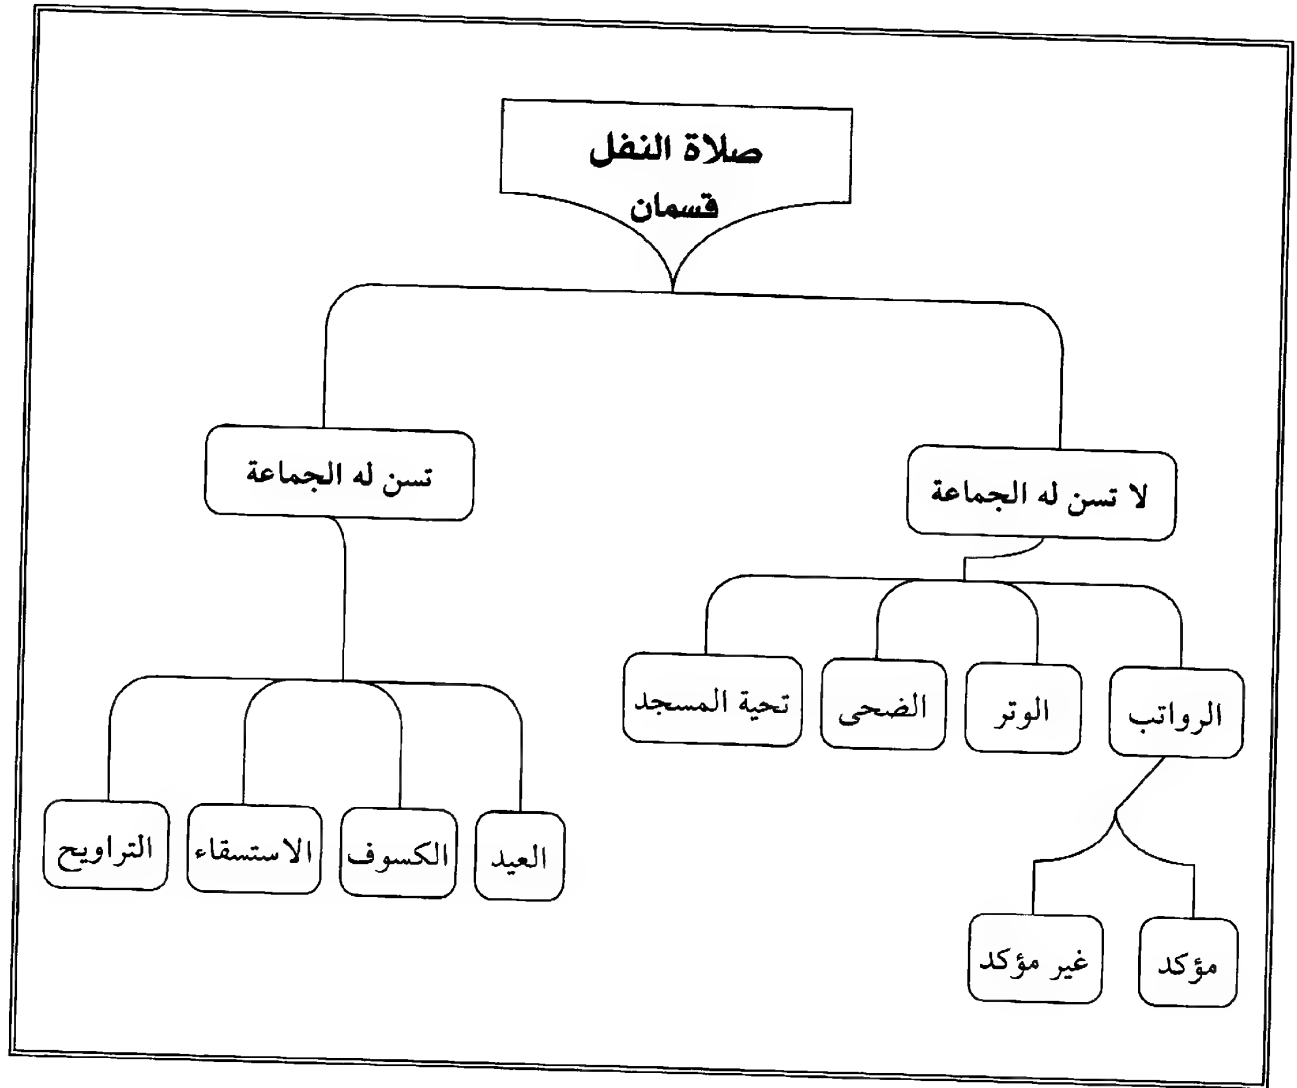 صلاة النفل
قسمان
لا تسن له الجماعة
تسن له الجماعة
الرواتب
الوتر
الضحى
تحية المسجد
مؤكد
غير مؤكد
العيد
الكسوف
الاستسقاء
التراويح